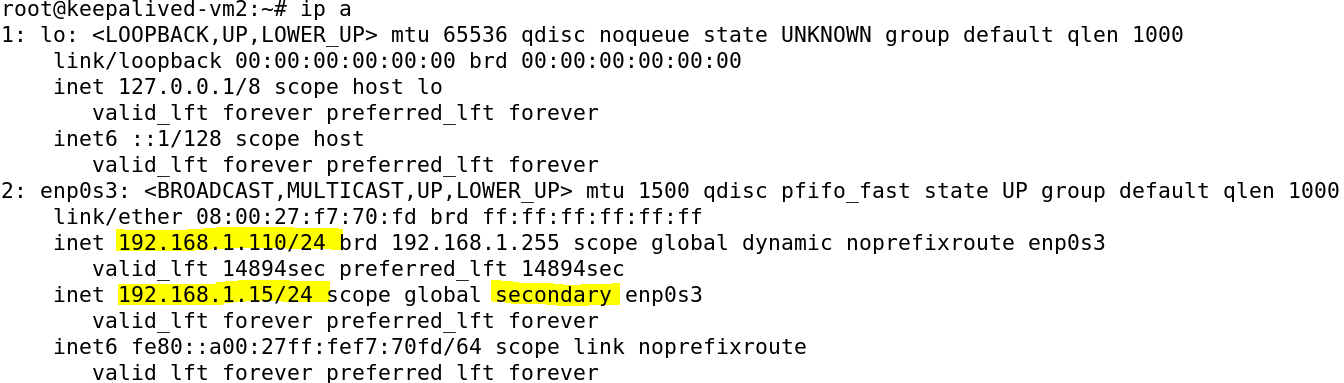 root@keepalived-vm2:~# ip a
1: lo: <LOOPBACK,UP,LOWER_UP> mtu 65536 qdisc noqueue state UNKNOWN group default qlen 1000
link/loopback 00:00:00:00:00:00 brd 00:00:00:00:00:00
inet 127.0.0.1/8 scope host lo
valid_lft forever preferred_lft forever
inet6 ::1/128 scope host
valid_lft forever preferred_lft forever
2: enp0s3: <BROADCAST,MULTICAST,UP,LOWER_UP> mtu 1500 qdisc pfifo_fast state UP group default qlen 1000
link/ether 08:00:27:f7:70:fd brd ff:ff:ff:ff:ff:ff
inet 192.168.1.110/24 brd 192.168.1.255 scope global dynamic noprefixroute enp0s3
valid_lft 14894sec preferred_lft 14894sec
inet 192.168.1.15/24 scope global secondary enp0s3
valid_lft forever preferred_lft forever
inet6 fe80::a00:27ff:fef7:70fd/64 scope link noprefixroute
valid_lft forever preferred_lft forever